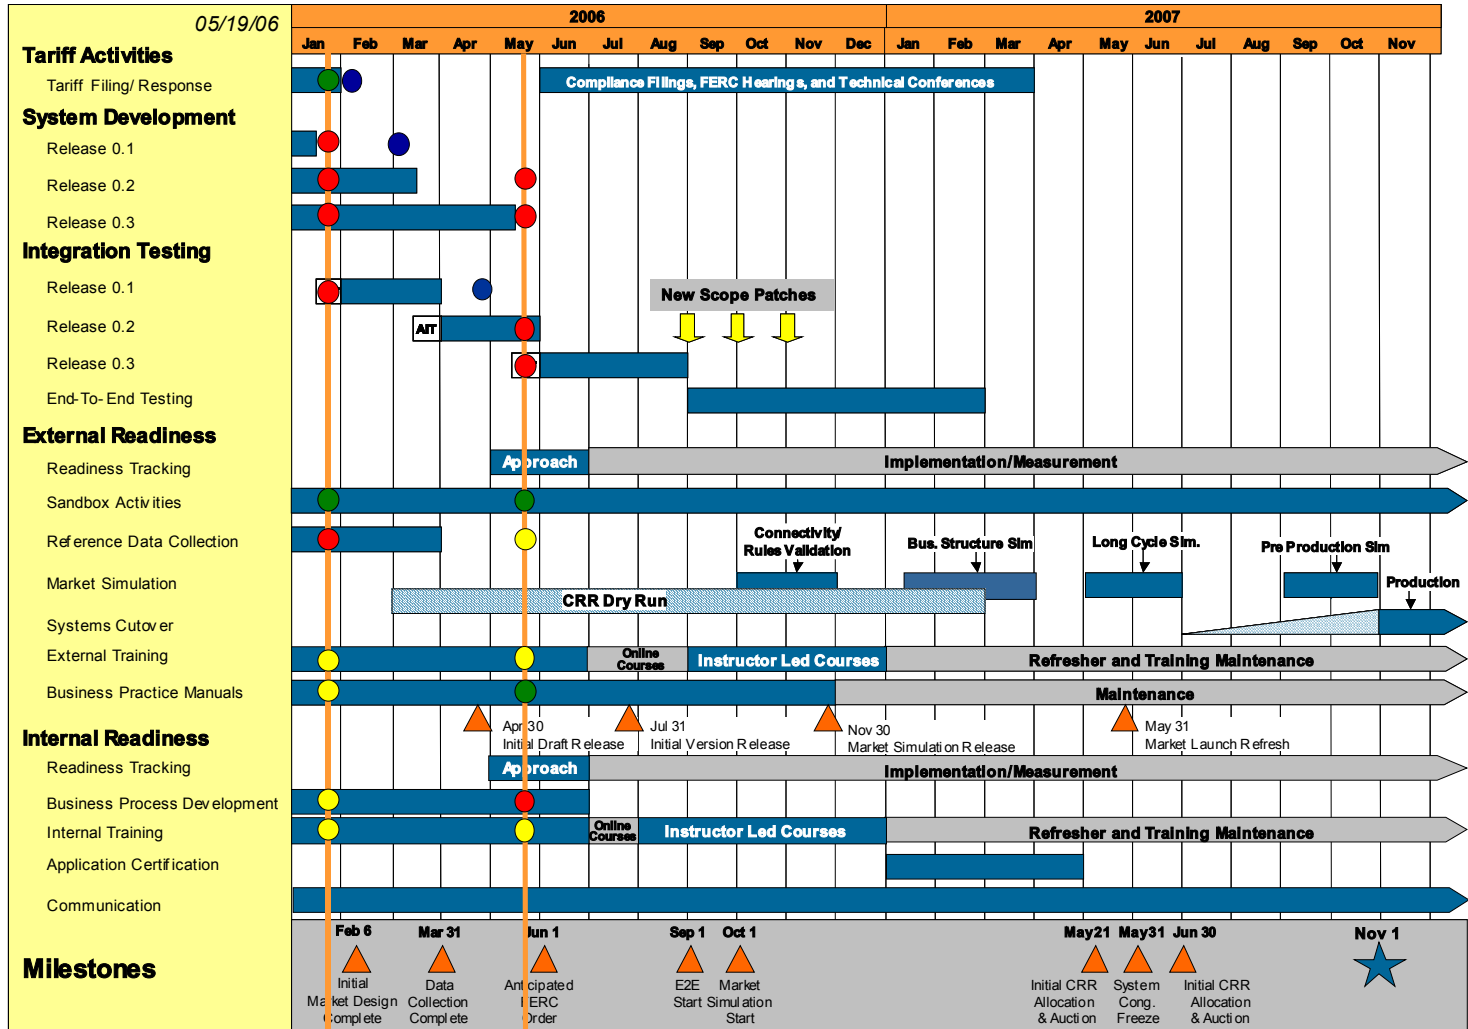 05/19/06
2006
2007
Jan Feb Mar Apr May Jun Jul Aug Sep Oct Nov Dec Jan Feb Mar Apr May Jun Jul Aug Sep Oct Nov
Tariff Activities
Tariff Filing/ Response
Compliance Filings, FERC Hearings, and Technical Conferences
System Development
Release 0.1
Release 0.2
Release 0.3
Integration Testing
Release 0.1
New Scope Patches
Release 0.2
AIT
Release 0.3
End-To-End Testing
External Readiness
Readiness Tracking
Approach
Implementation/Measurement
Sandbox Activities
Reference Data Collection
Connectivity/
Rules Validation
Bus. Structure Sim
Long Cycle Sim.
Pre Production Sim
Market Simulation
Production
CRR Dry Run
Systems Cutover
External Training
Online
Courses
Instructor Led Courses
Refresher and Training Maintenance
Business Practice Manuals
Maintenance
Apr 30
Initial Draft Release
Jul 31
Initial Version Release
Nov 30
Market Simulation Release
May 31
Market Launch Refresh
Internal Readiness
Readiness Tracking
Approach
Implementation/Measurement
Business Process Development
Internal Training
Online
Courses
Instructor Led Courses
Refresher and Training Maintenance
Application Certification
Communication
Milestones
Feb 6
Initial
Market Design
Complete
Mar 31
Data
Collection
Complete
Jun 1
Anticipated
FERC
Order
Sep 1
E2E
Start
Oct 1
Market
Simulation
Start
May21
Initial CRR
Allocation
& Auction
May31
System
Cong.
Freeze
Jun 30
Initial CRR
Allocation
& Auction
Nov 1